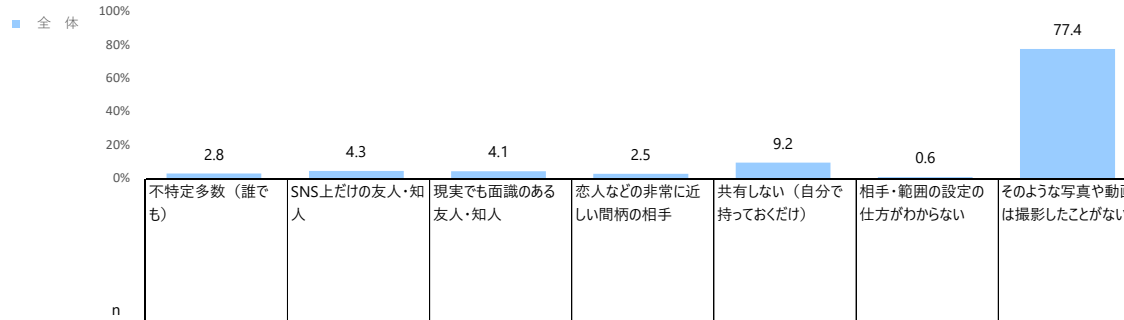 全 体
100%
80%
60%
40%
20%
0%
2.8
4.3
4.1
2.5
9.2
0.6
77.4
不特定多数（誰で
も）
SNS上だけの友人・知
人
現実でも面識のある
友人・知人
恋人などの非常に近
しい間柄の相手
共有しない（自分で
持っておくだけ）
相手・範囲の設定の
仕方がわからない
そのような写真や動画
は撮影したことがない
n